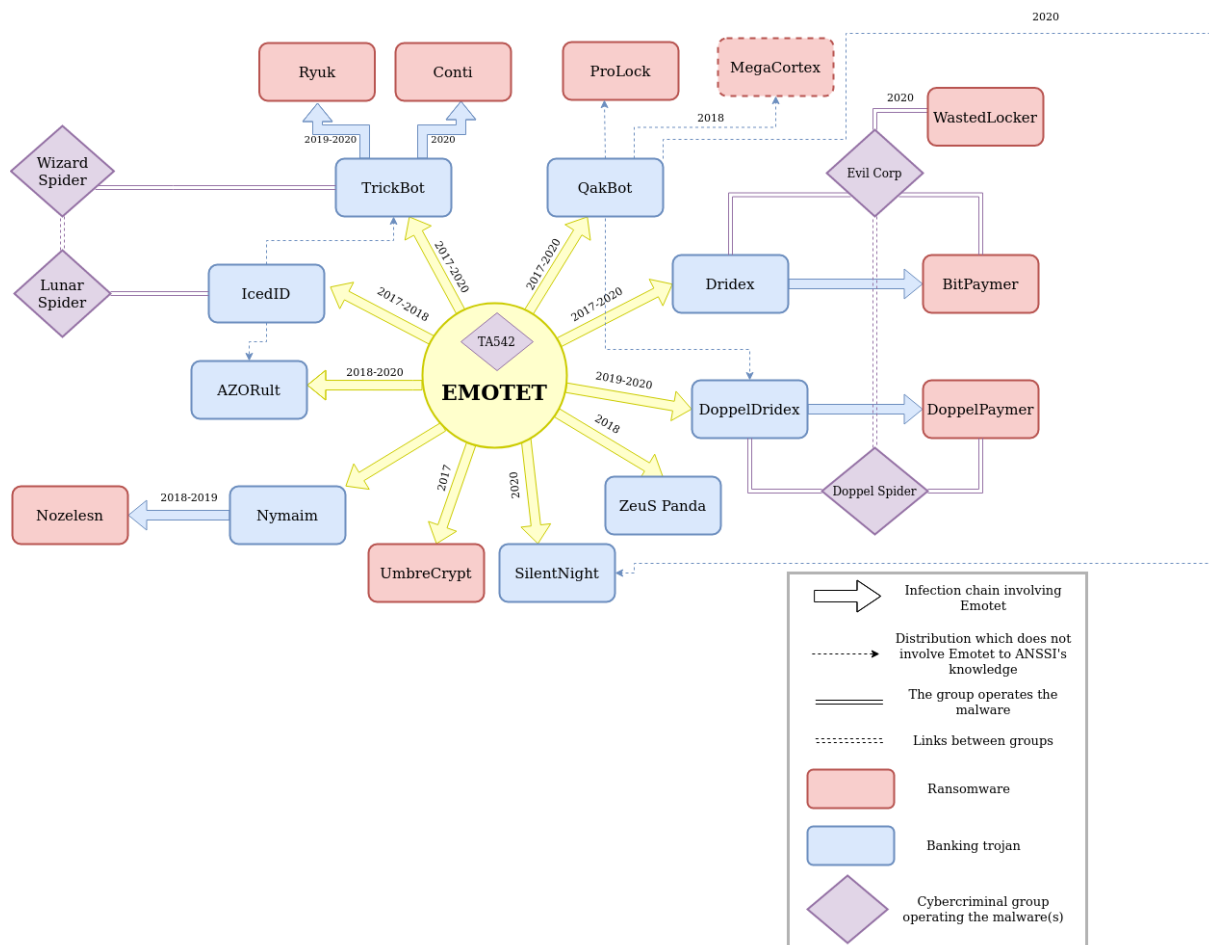 2020
Ryuk
Conti
ProLock
MegaCortex
2020
WastedLocker
2018
2019-2020
2020
Wizard
Spider
TrickBot
QakBot
Evil Corp
2017-2020
2017-2020
Lunar
Spider
IcedID
2017-2018
2017-2020
Dridex
BitPaymer
TA542
EMOTET
AZORult
2018-2020
2019-2020
DoppelDridex
DoppelPaymer
2018
2017
2020
Nozelesn
2018-2019
Nymaim
ZeuS Panda
Doppel Spider
UmbreCrypt
SilentNight
Infection chain involving
Emotet
Distribution which does not
involve Emotet to ANSSI's
knowledge
The group operates the
malware
Links between groups
Ransomware
Banking trojan
Cybercriminal group
operating the malware(s)